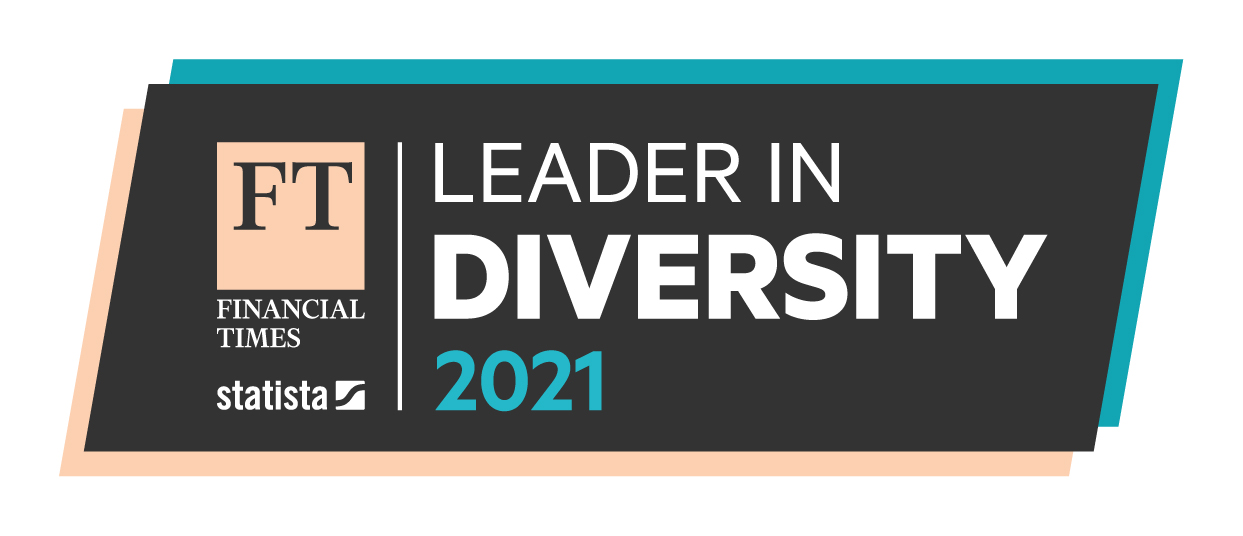 FT
FINANCIAL
TIMES
statista
LEADER IN
DIVERSITY
2021